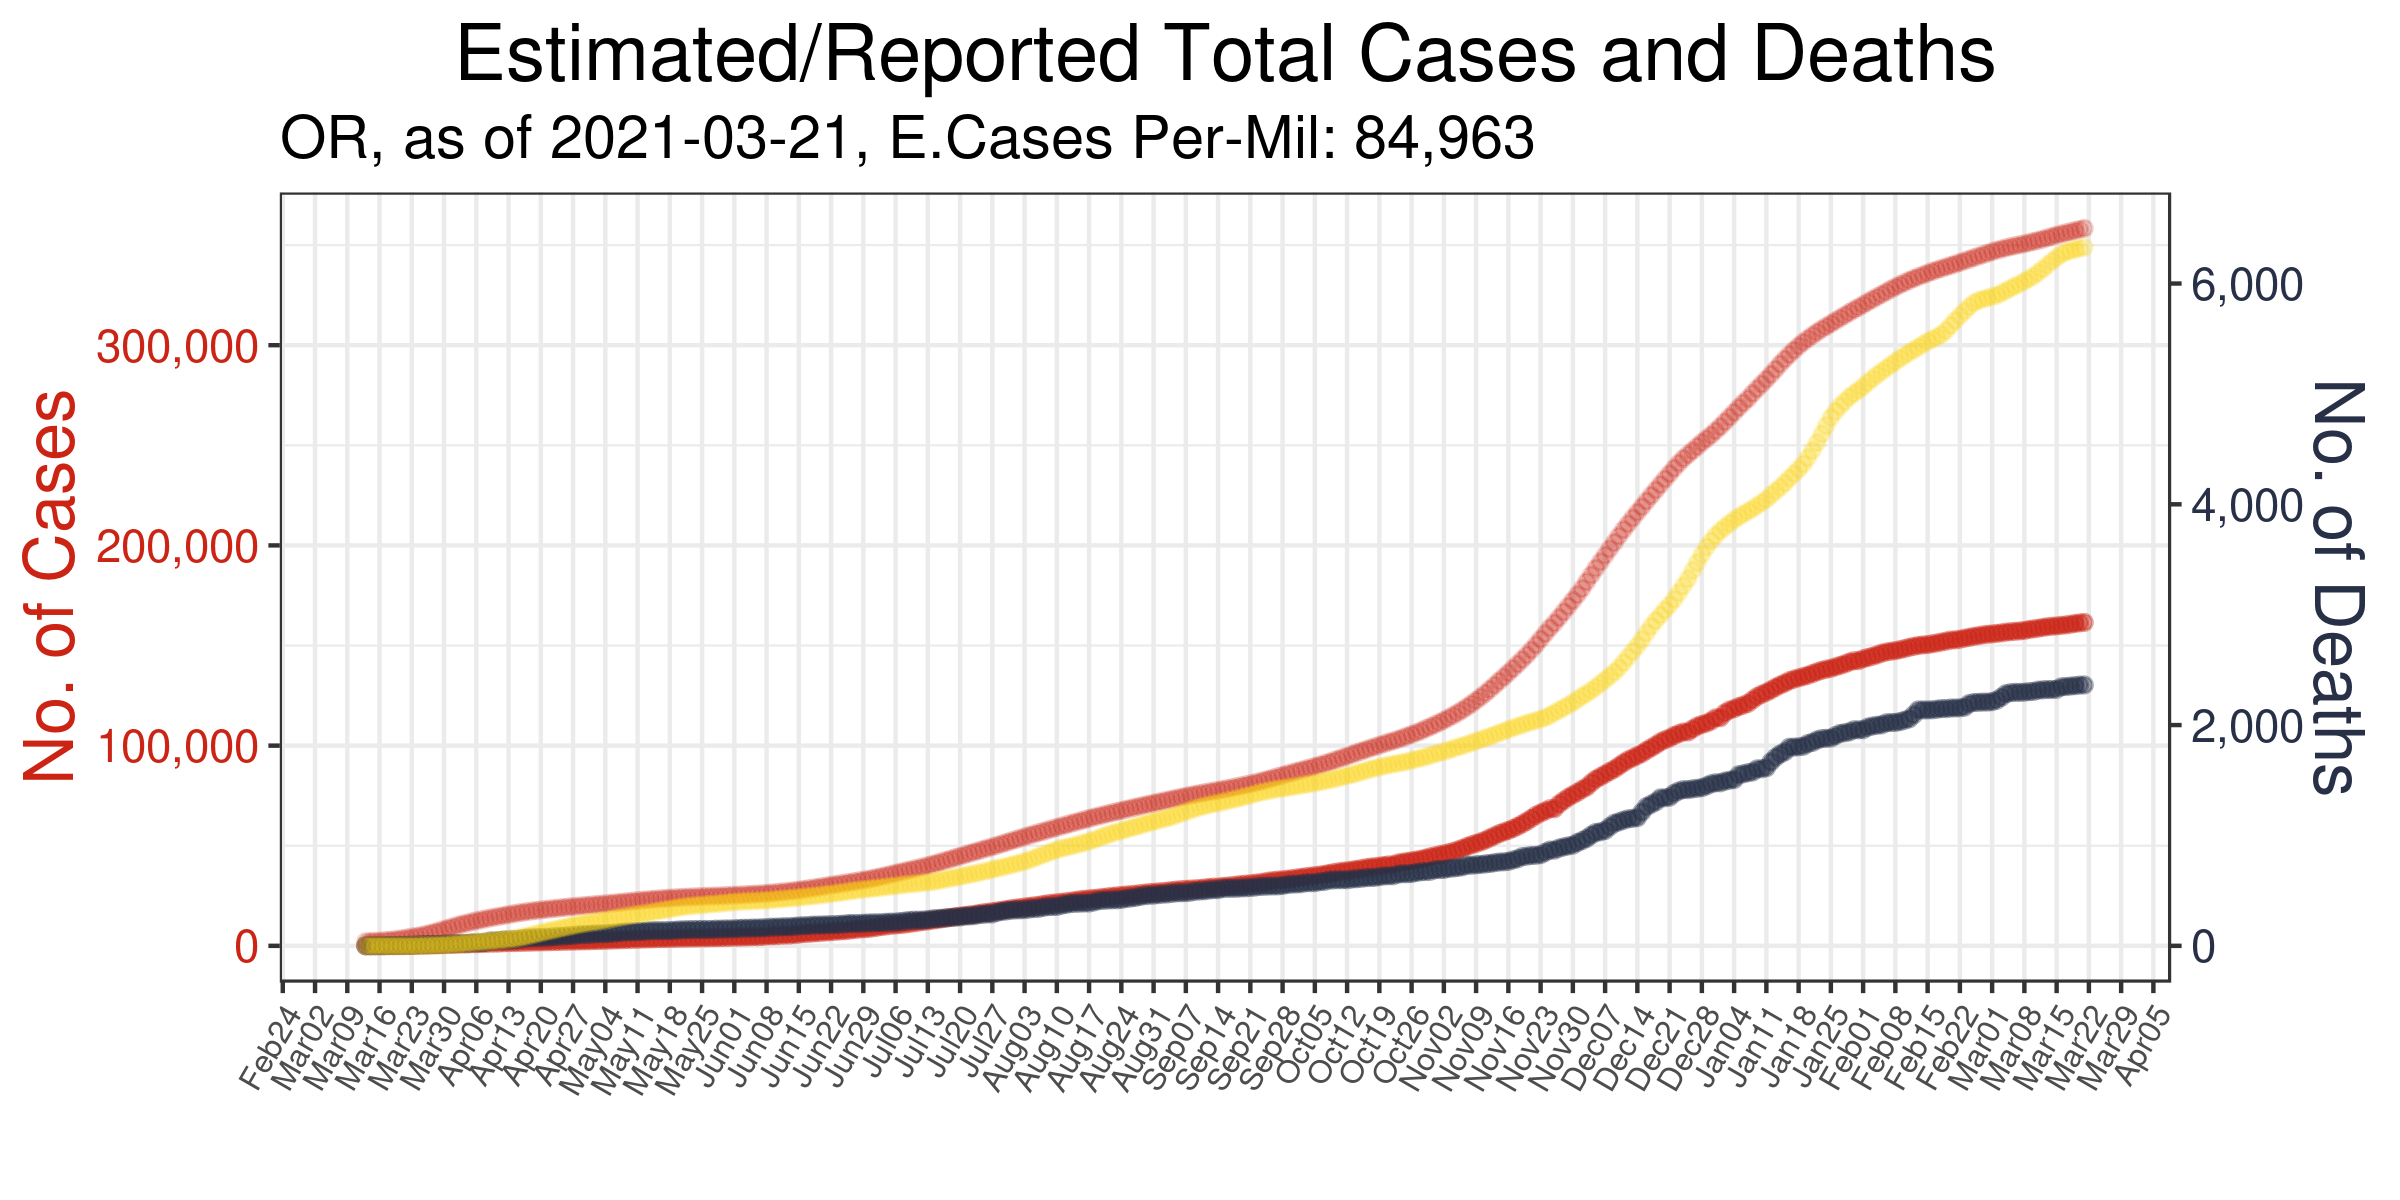 Estimated/Reported Total Cases and Deaths
OR, as of 2021-03-21, E.Cases Per-Mil: 84,963
No. of Cases
300,000
200,000
100,000
0
6,000
4,000
2,000
0
No. of Deaths
Feb24
Mar02
Mar09
Mar16
Mar23
Mar30
Apr06
Apr13
Apr20
Apr27
May04
May11
May18
May25
Jun01
Jun08
Jun15
Jun22
Jun29
Jul06
Jul13
Jul20
Jul27
Aug03
Aug10
Aug17
Aug24
Aug31
Sep07
Sep14
Sep21
Sep28
Oct05
Oct12
Oct19
Oct26
Nov02
Nov09
Nov16
Nov23
Nov30
Dec07
Dec14
Dec21
Dec28
Jan04
Jan11
Jan18
Jan25
Feb01
Feb08
Feb15
Feb22
Mar01
Mar08
Mar15
Mar22
Mar29
Apr05